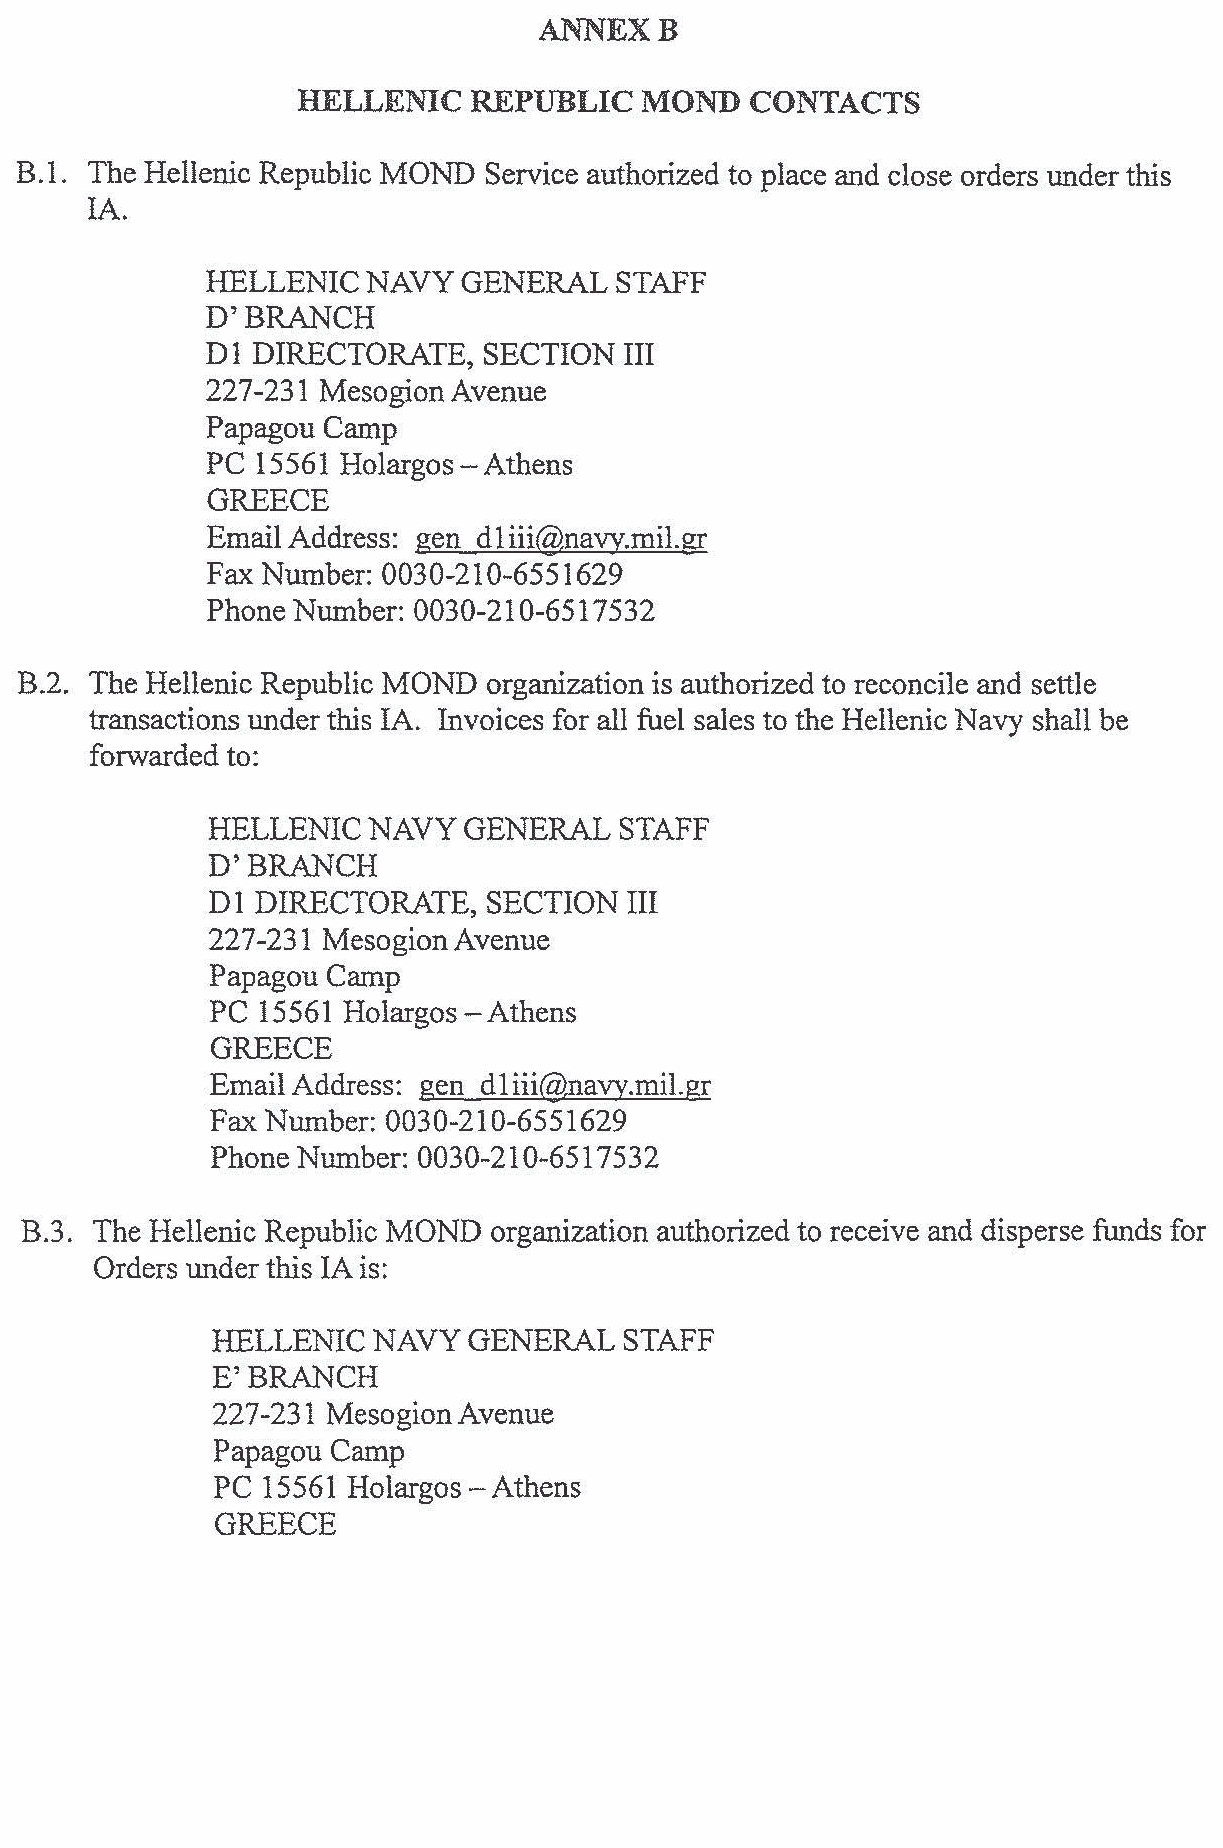 ANNEX B
HELLENIC REPUBLIC MOND CONTACTS
B.1. The Hellenic Republic MOND Service authorized to place and close orders under this
IA.
HELLENIC NAVY GENERAL STAFF
D’ BRANCH
D1 DIRECTORATE, SECTION III
227-231 Mesogion Avenue
Papagou Camp
PC 15561 Holargos – Athens
GREECE
Email Address: gen_d1iii@navy.mil.gr
Fax Number: 0030-210-6551629
Phone Number: 0030-210-6517532
B.2. The Hellenic Republic MOND organization is authorized to reconcile and settle
transactions under this IA. Invoices for all fuel sales to the Hellenic Navy shall be
forwarded to:
HELLENIC NAVY GENERAL STAFF
D’ BRANCH
D1 DIRECTORATE, SECTION III
227-231 Mesogion Avenue
Papagou Camp
PC 15561 Holargos – Athens
GREECE
Email Address: gen_d1iii@navy.mil.gr
Fax Number: 0030-210-6551629
Phone Number: 0030-210-6517532
B.3. The Hellenic Republic MOND organization authorized to receive and disperse funds for
Orders under this IA is:
HELLENIC NAVY GENERAL STAFF
E’ BRANCH
227-231 Mesogion Avenue
Papagou Camp
PC 15561 Holargos – Athens
GREECE